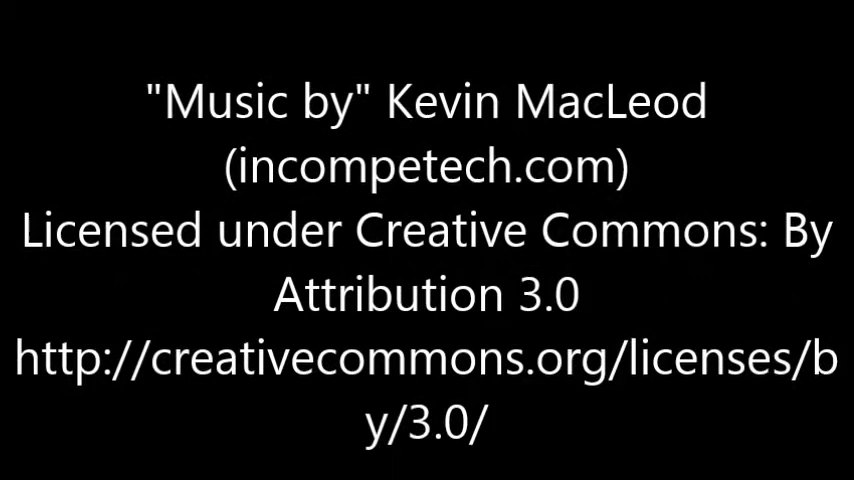 "Music by" Kevin MacLeod
(incompetech.com)
Licensed under Creative Commons: By
Attribution 3.0
http://creativecommons.org/licenses/b
y/3.0/